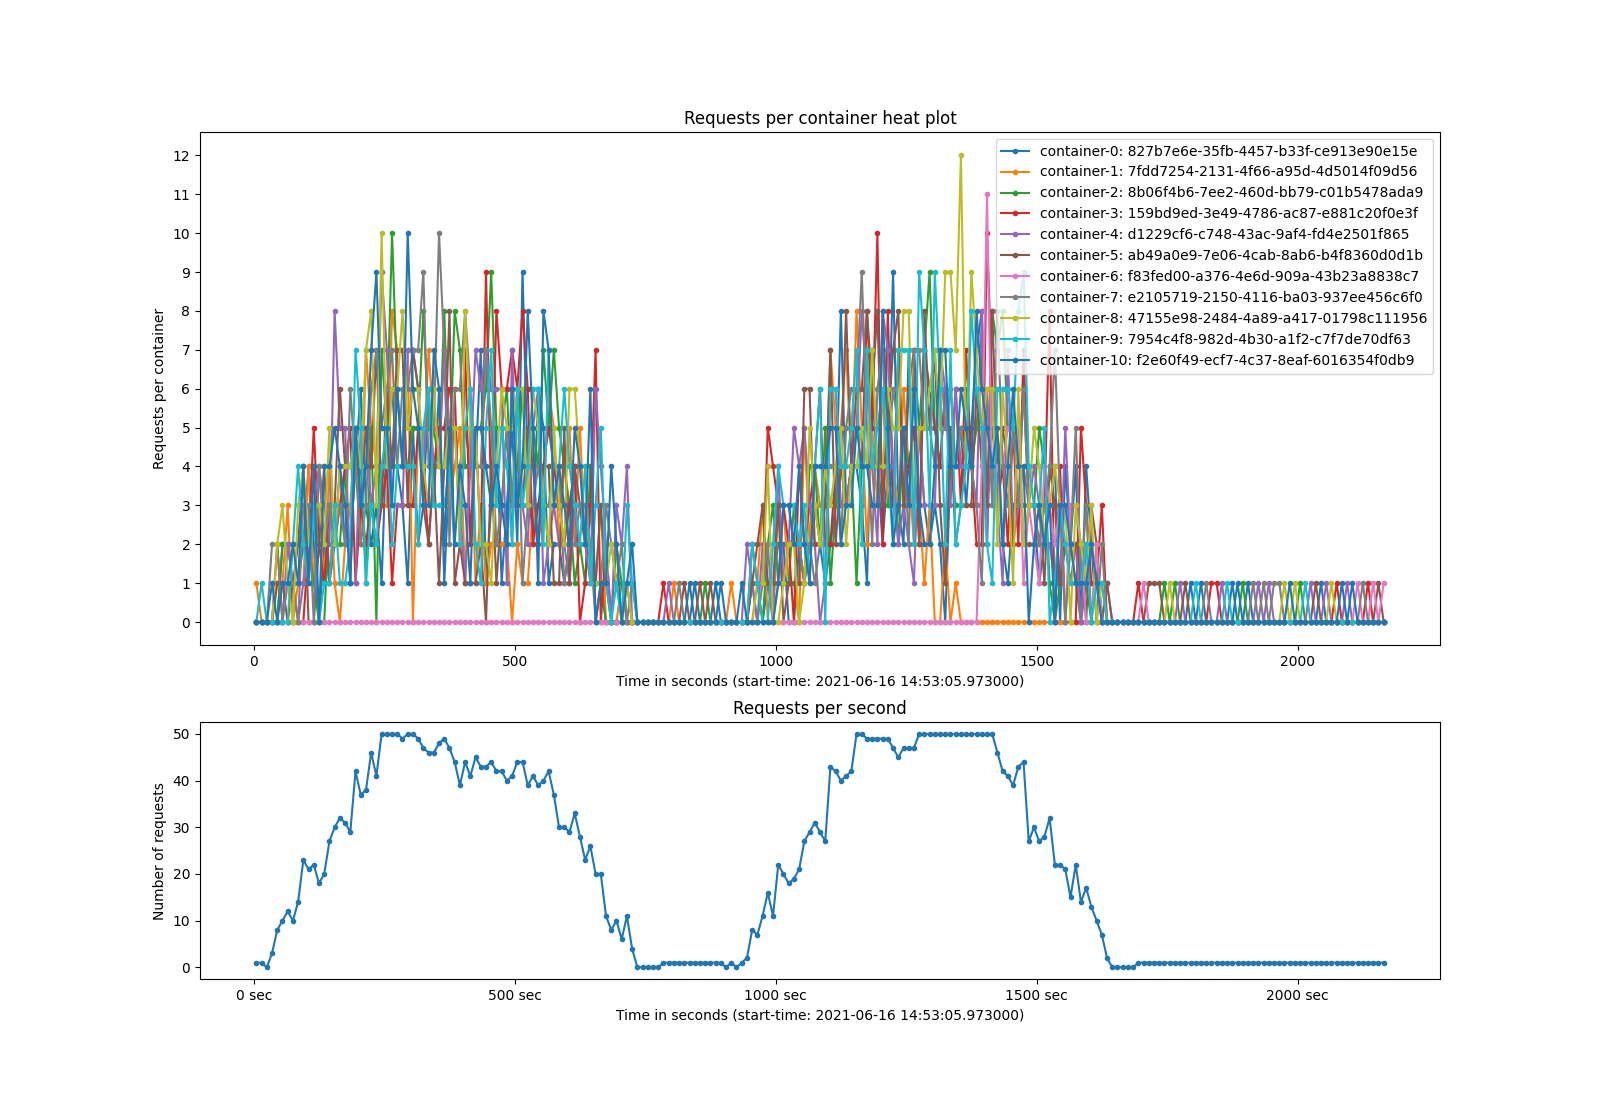 Requests per container heat plot
12
11
10
9
8
7
6
5
4
3
2
1
0
Requests per container
container-0: 827b7e6e-35fb-4457-b33f-ce913e90e15e
container-1: 7fdd7254-2131-4f66-a95d-4d5014f09d56
container-2: 8b06f4b6-7ee2-460d-bb79-c01b5478ada9
container-3: 159bd9ed-3e49-4786-ac87-e881c20f0e3f
container-4: d1229cf6-c748-43ac-9af4-fd4e2501f865
container-5: ab49a0e9-7e06-4cab-8ab6-b4f8360d0d1b
container-6: f83fed00-a376-4e6d-909a-43b23a8838c7
container-7: e2105719-2150-4116-ba03-937ee456c6f0
container-8: 47155e98-2484-4a89-a417-01798c111956
container-9: 7954c4f8-982d-4b30-a1f2-c7f7de70df63
container-10: f2e60f49-ecf7-4c37-8eaf-6016354f0db9
0 500 1000 1500 2000
Time in seconds (start-time: 2021-06-16 14:53:05.973000)
Requests per second
50
40
30
20
10
0
Number of requests
0 sec 500 sec 1000 sec 1500 sec 2000 sec
Time in seconds (start-time: 2021-06-16 14:53:05.973000)